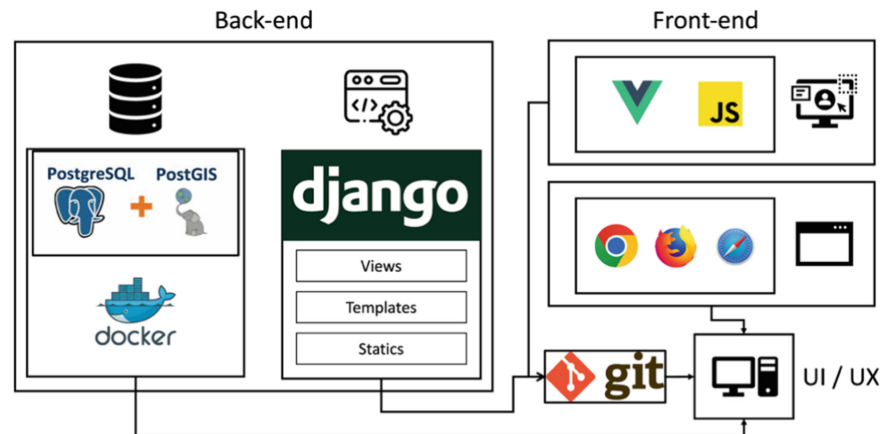 Back-end
Front-end
</>
JS
PostgreSQL + PostGIS
django
Views
Templates
Statics
docker
git
UI / UX